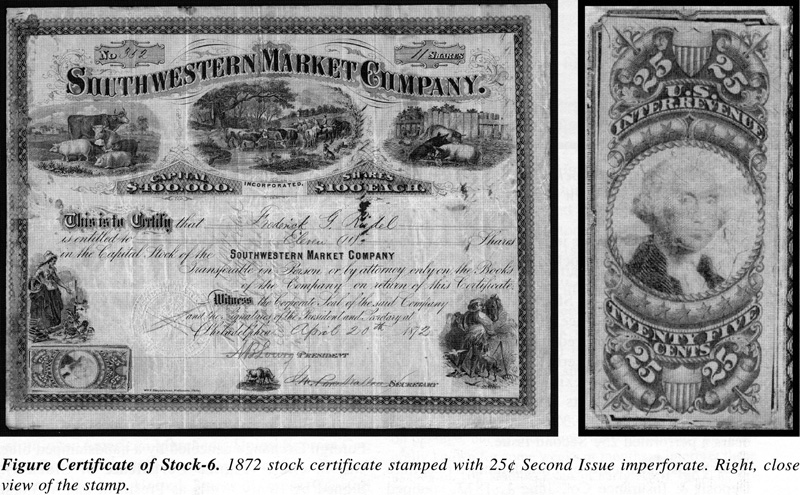 No 212
11 SHARES
SOUTHWESTERN MARKET COMPANY.
CAPITAL
$400,000.
INCORPORATED.
SHARES
$100 EACH.
This is to Certify that Frederick G.
is entitled to Eleven Shares
in the Capital Stock of the SOUTHWESTERN MARKET COMPANY
Transferable in Person or by attorney only on the Books
of the Company on return of this Certificate.
Witness the Corporate Seal of the said Company
and the Signatures of the President and Secretary at
Philadelphia April 20th 1872
PRESIDENT
SECRETARY
25 25
U.S.
INTER.REVENUE
TWENTY FIVE
CENTS
25 25
Figure Certificate of Stock-6. 1872 stock certificate stamped with 25¢ Second Issue imperforate. Right, close
view of the stamp.